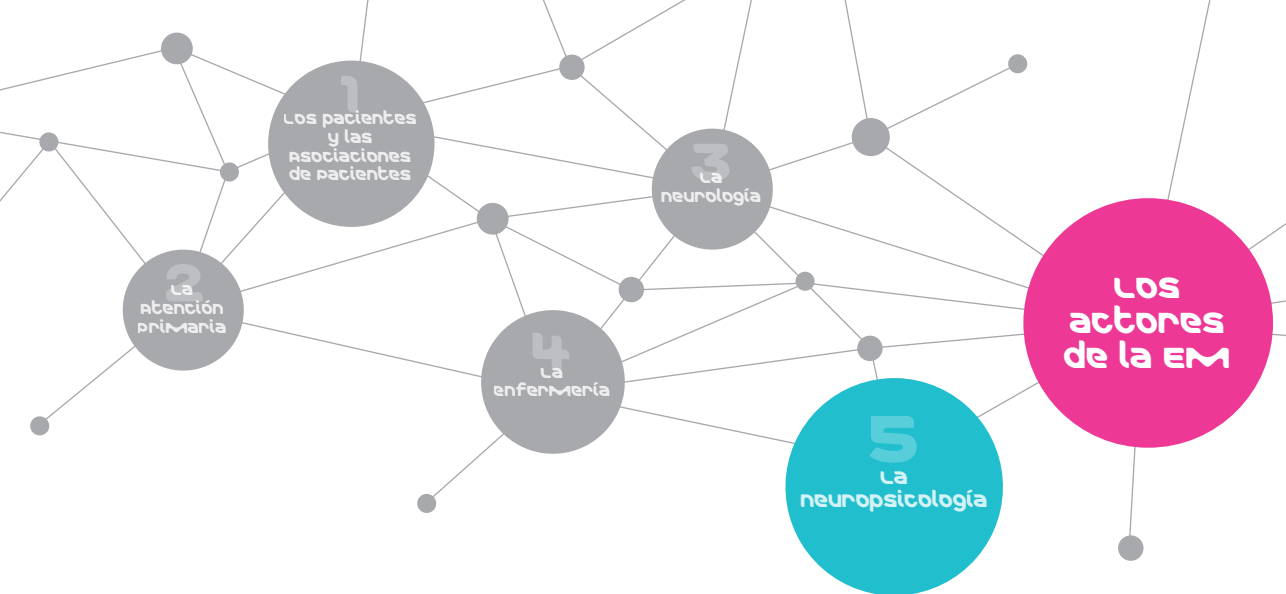 1
Los pacientes
y las
asociaciones
de pacientes
2
La
atención
primaria
3
La
neurología
4
La
enfermería
5
La
neuropsicología
Los
actores
de la EM